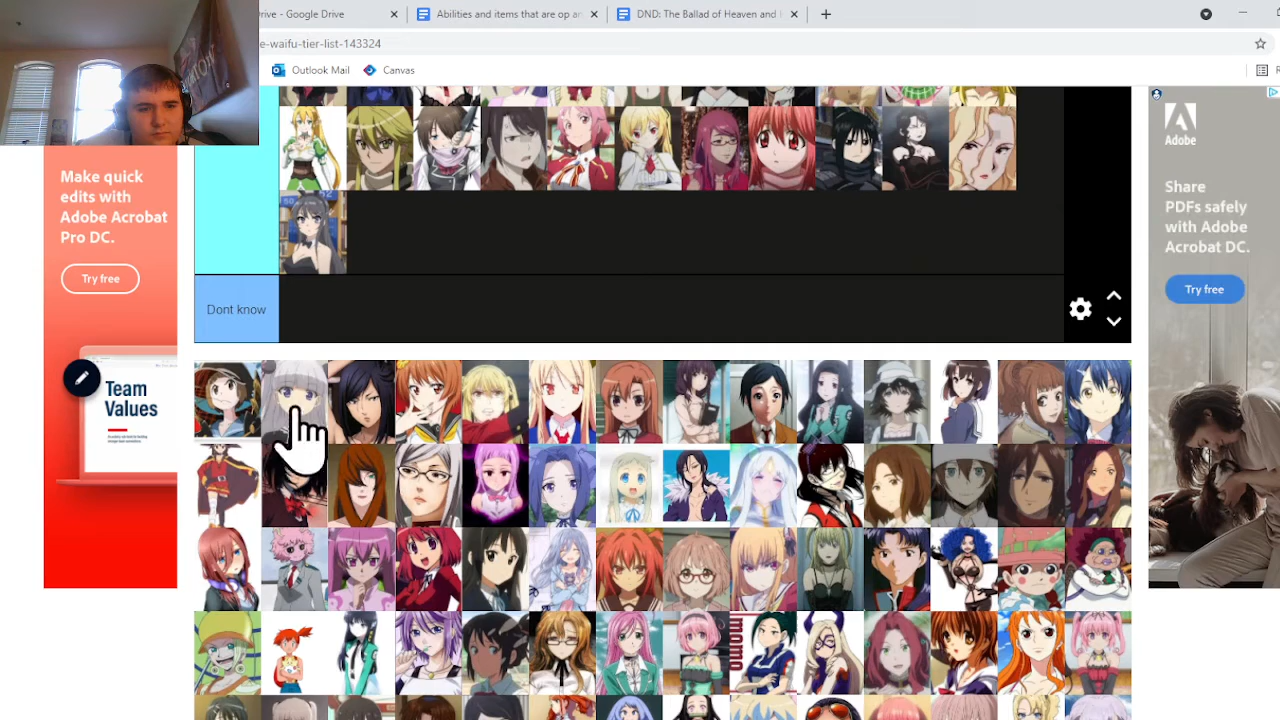 Drive - Google Drive
Abilities and items that are op an
DND: The Ballad of Heaven and
e-waifu-tier-list-143324
Outlook Mail
Canvas
Make quick
edits with
Adobe Acrobat
Pro DC.
Try free
Team
Values
Dont know
Adobe
Share
PDFs safely
with Adobe
Acrobat DC.
Try free